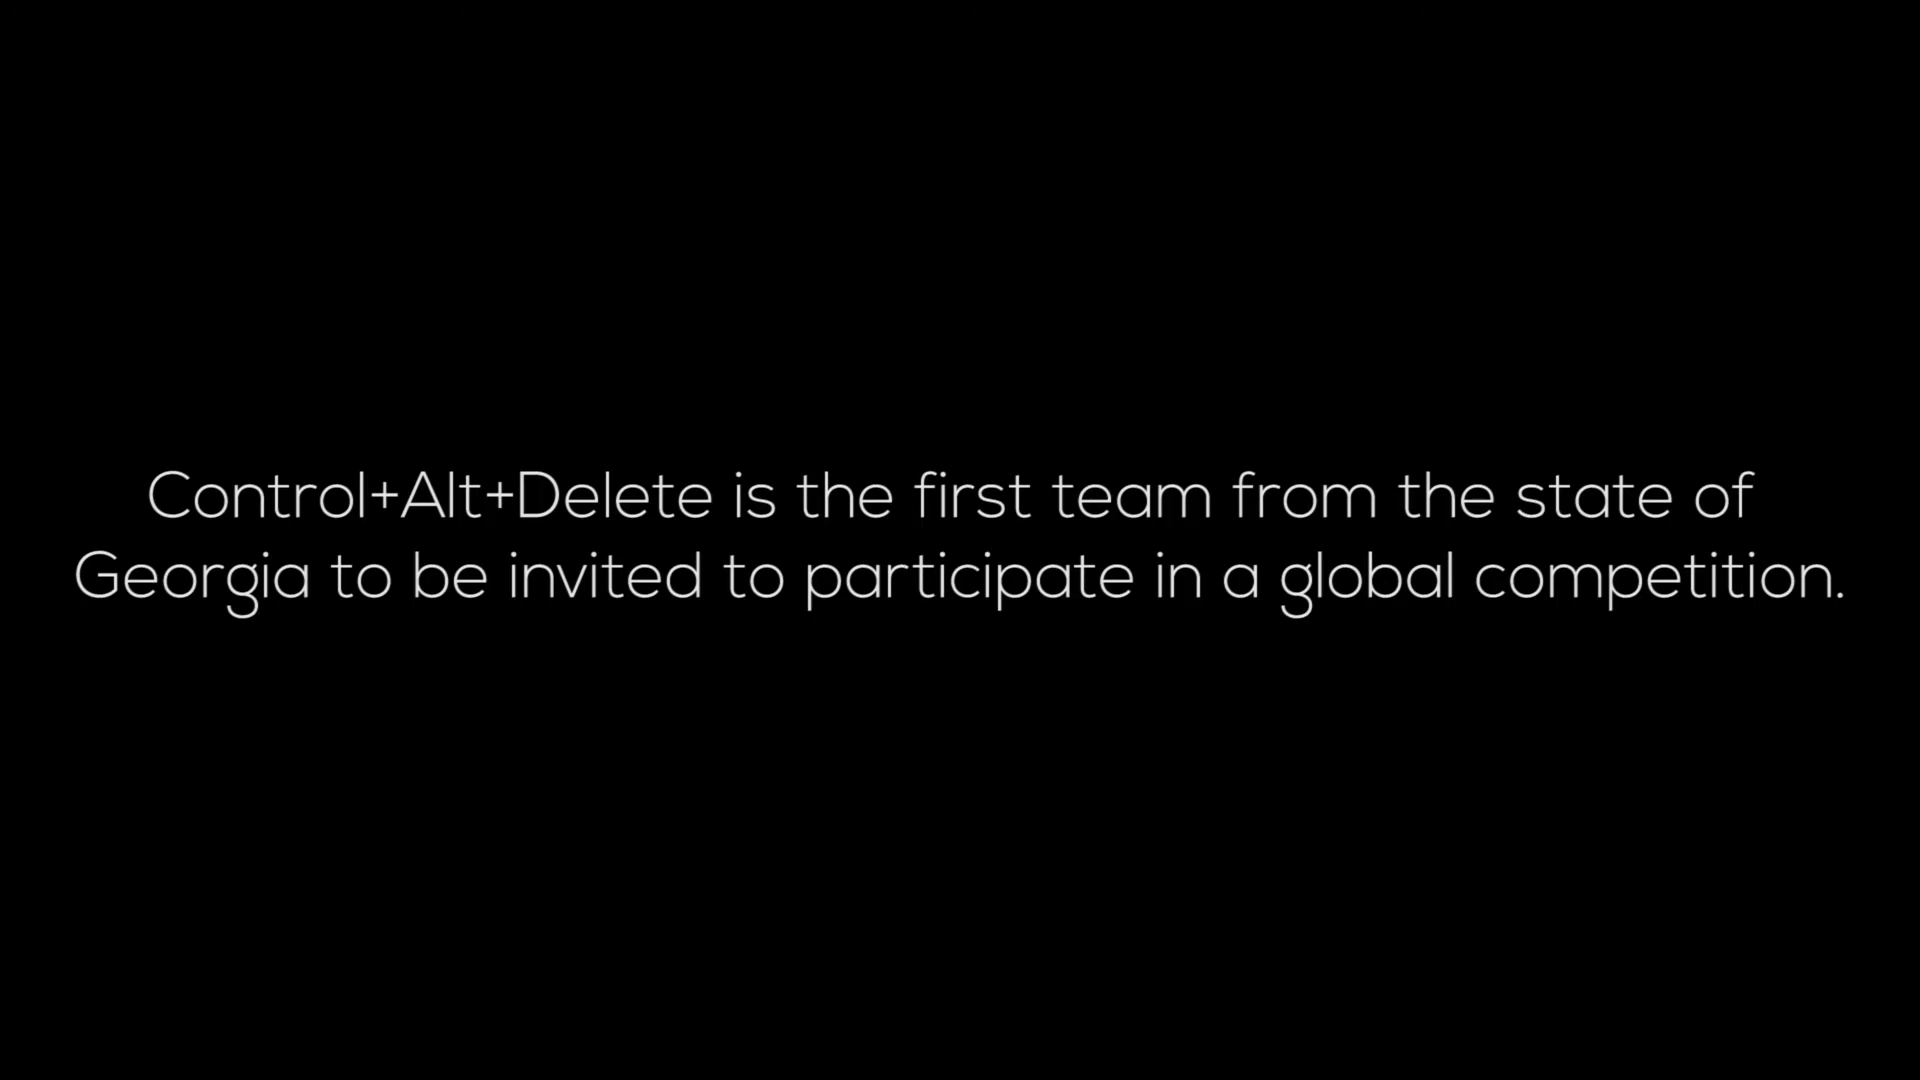 Control+Alt+Delete is the first team from the state of
Georgia to be invited to participate in a global competition.